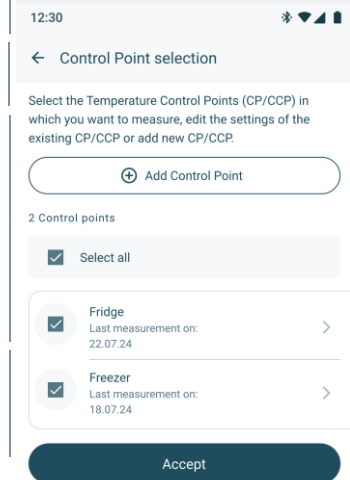 12:30
Control Point selection
Select the Temperature Control Points (CP/CCP) in
which you want to measure, edit the settings of the
existing CP/CCP or add new CP/CCP.
Add Control Point
2 Control points
Select all
Fridge
Last measurement on:
22.07.24
Freezer
Last measurement on:
18.07.24
Accept